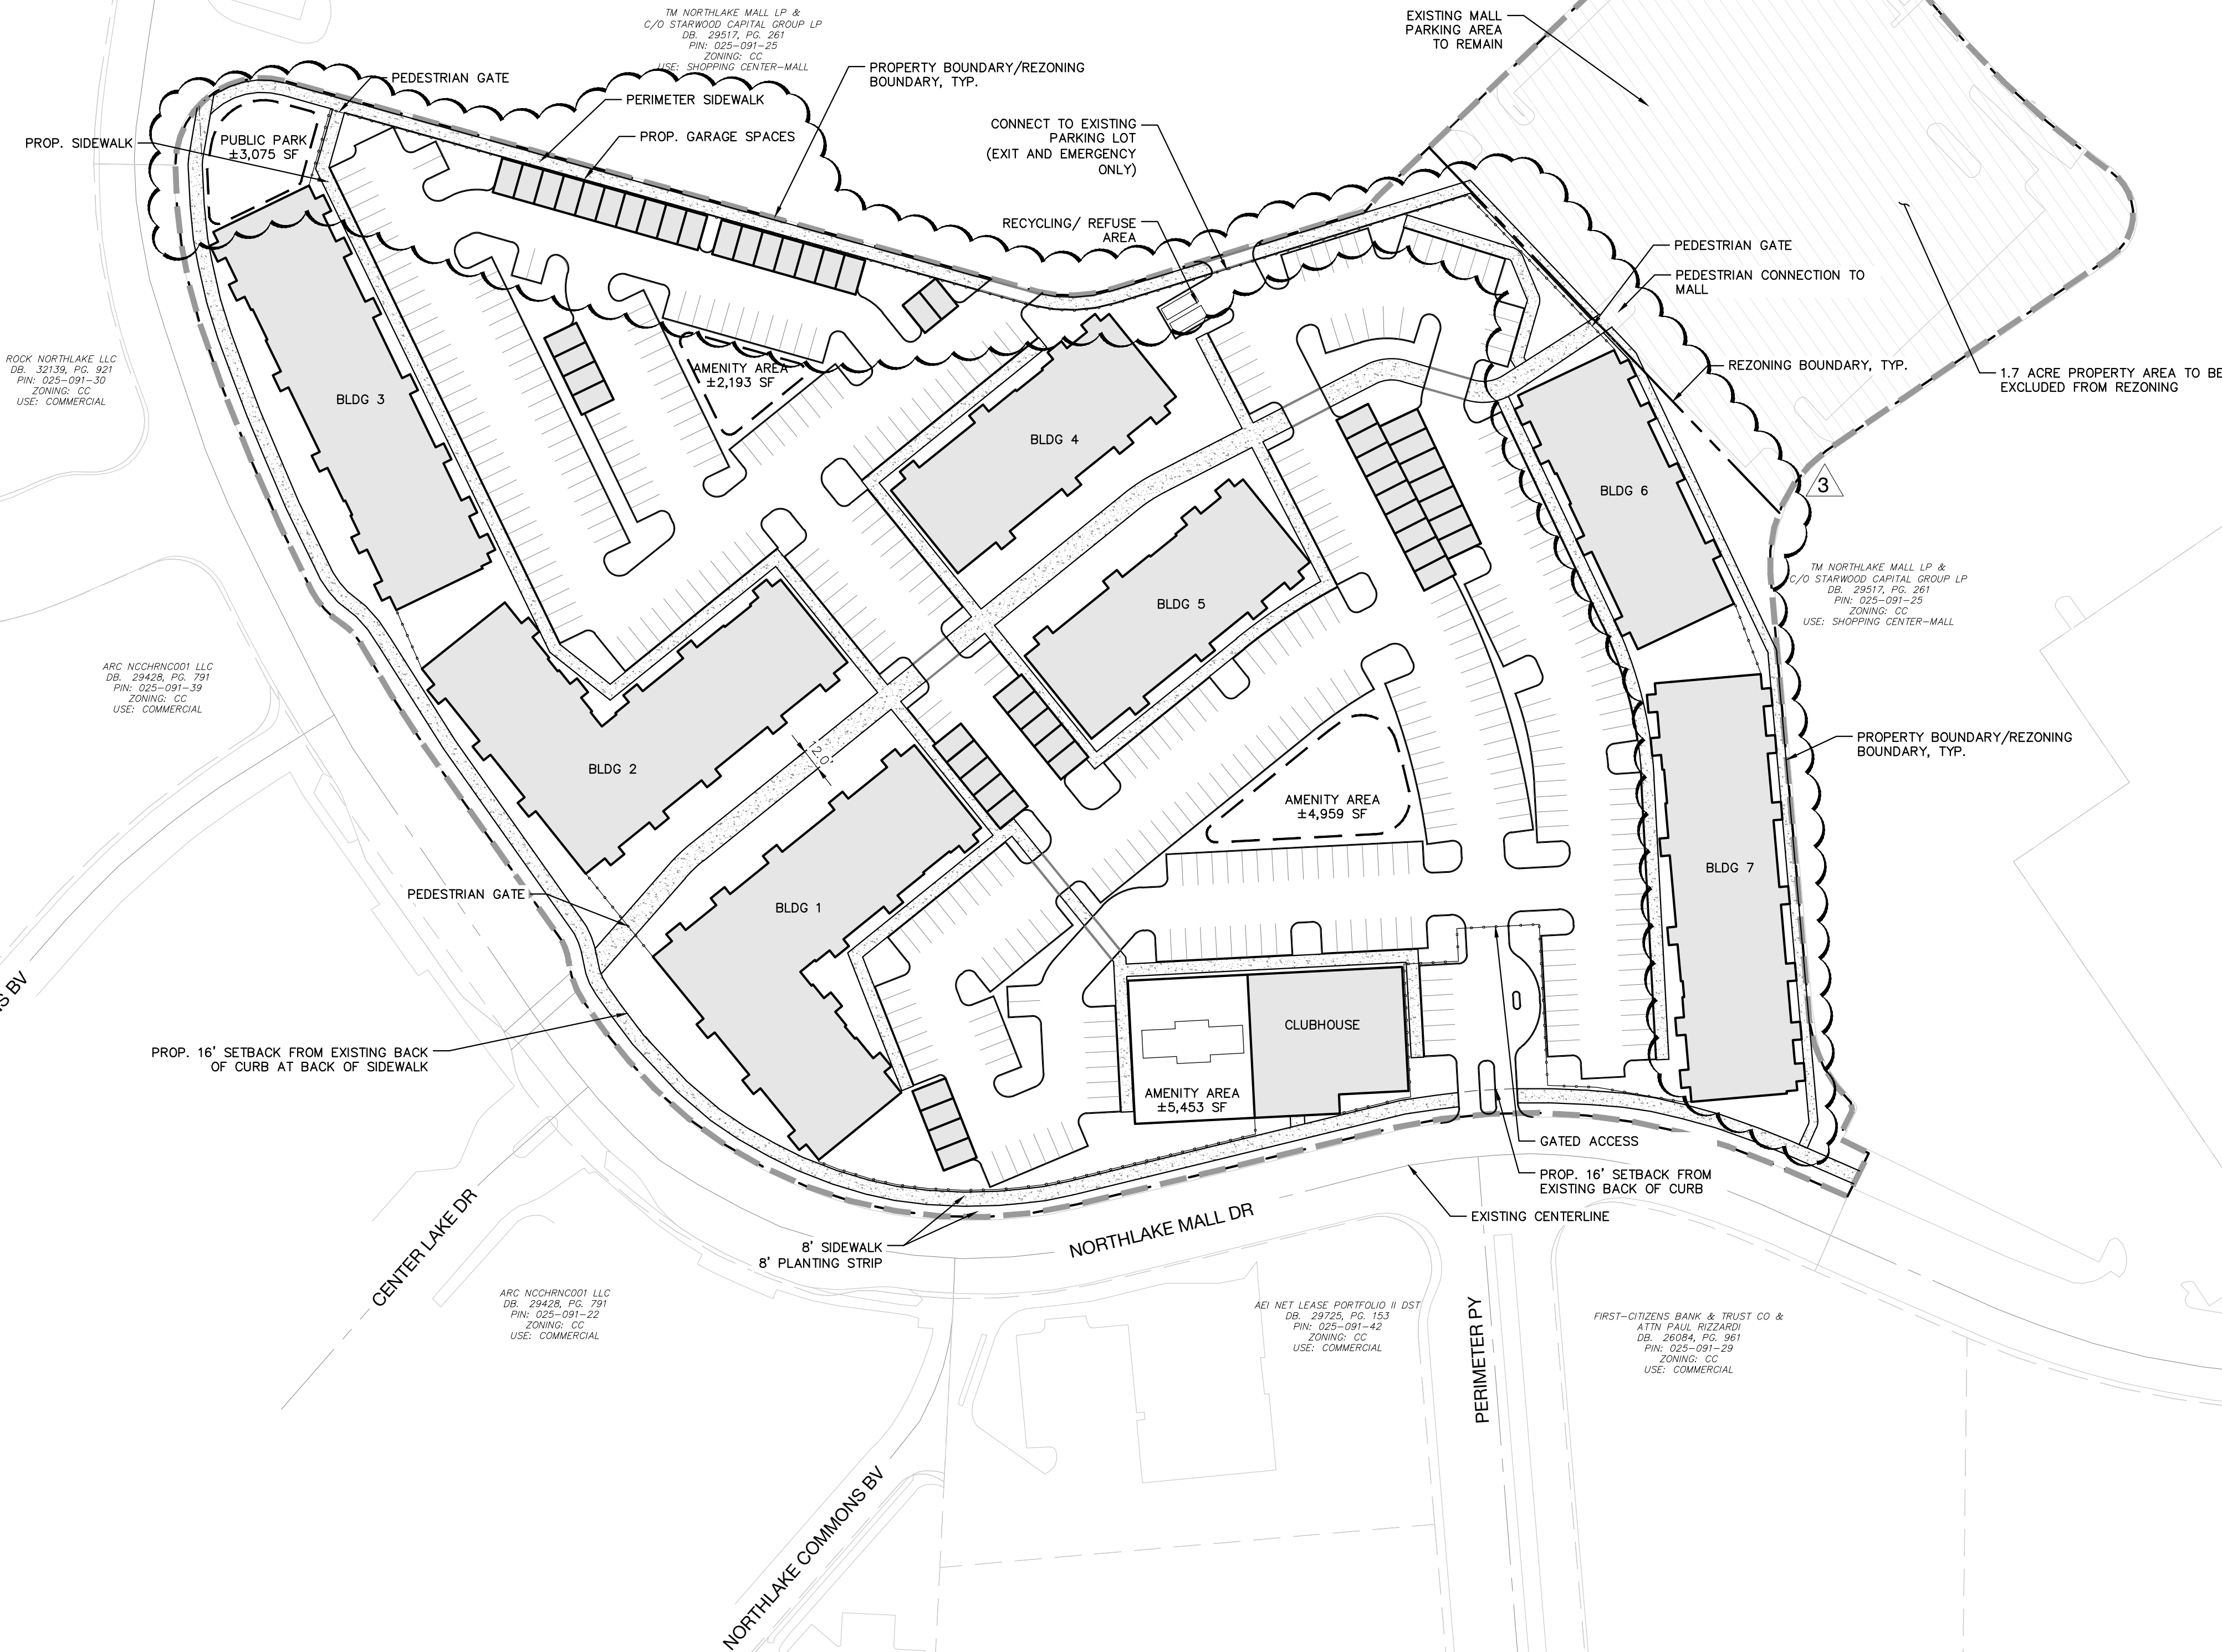 TM NORTHLAKE MALL LP &
C/O STARWOOD CAPITAL GROUP LP
DB. 29517, PG. 261
PIN: 025-091-25
ZONING: CC
USE: SHOPPING CENTER-MALL
EXISTING MALL
PARKING AREA
TO REMAIN
PEDESTRIAN GATE
PROPERTY BOUNDARY/REZONING
BOUNDARY, TYP.
PERIMETER SIDEWALK
PROP. GARAGE SPACES
CONNECT TO EXISTING
PARKING LOT
(EXIT AND EMERGENCY
ONLY)
PROP. SIDEWALK
PUBLIC PARK
±3,075 SF
RECYCLING/ REFUSE
AREA
PEDESTRIAN GATE
PEDESTRIAN CONNECTION TO
MALL
ROCK NORTHLAKE LLC
DB. 32139, PG. 921
PIN: 025-091-30
ZONING: CC
USE: COMMERCIAL
AMENITY AREA
±2,193 SF
REZONING BOUNDARY, TYP.
1.7 ACRE PROPERTY AREA TO BE
EXCLUDED FROM REZONING
BLDG 3
BLDG 4
BLDG 6
3
BLDG 5
TM NORTHLAKE MALL LP &
C/O STARWOOD CAPITAL GROUP LP
DB. 29517, PG. 261
PIN: 025-091-25
ZONING: CC
USE: SHOPPING CENTER-MALL
ARC NCCHRNC001 LLC
DB. 29428, PG. 791
PIN: 025-091-39
ZONING: CC
USE: COMMERCIAL
BLDG 2
12.0'
PROPERTY BOUNDARY/REZONING
BOUNDARY, TYP.
AMENITY AREA
±4,959 SF
BLDG 7
PEDESTRIAN GATE
BLDG 1
S BV
CLUBHOUSE
PROP. 16' SETBACK FROM EXISTING BACK
OF CURB AT BACK OF SIDEWALK
AMENITY AREA
±5,453 SF
GATED ACCESS
PROP. 16' SETBACK FROM
EXISTING BACK OF CURB
EXISTING CENTERLINE
CENTER LAKE DR
NORTHLAKE MALL DR
8' SIDEWALK
8' PLANTING STRIP
ARC NCCHRNC001 LLC
DB. 29428, PG. 791
PIN: 025-091-22
ZONING: CC
USE: COMMERCIAL
AEI NET LEASE PORTFOLIO II DST
DB. 29725, PG. 153
PIN: 025-091-42
ZONING: CC
USE: COMMERCIAL
PERIMETER PY
FIRST-CITIZENS BANK & TRUST CO &
ATTN PAUL RIZZARDI
DB. 26084, PG. 961
PIN: 025-091-29
ZONING: CC
USE: COMMERCIAL
NORTHLAKE COMMONS BV